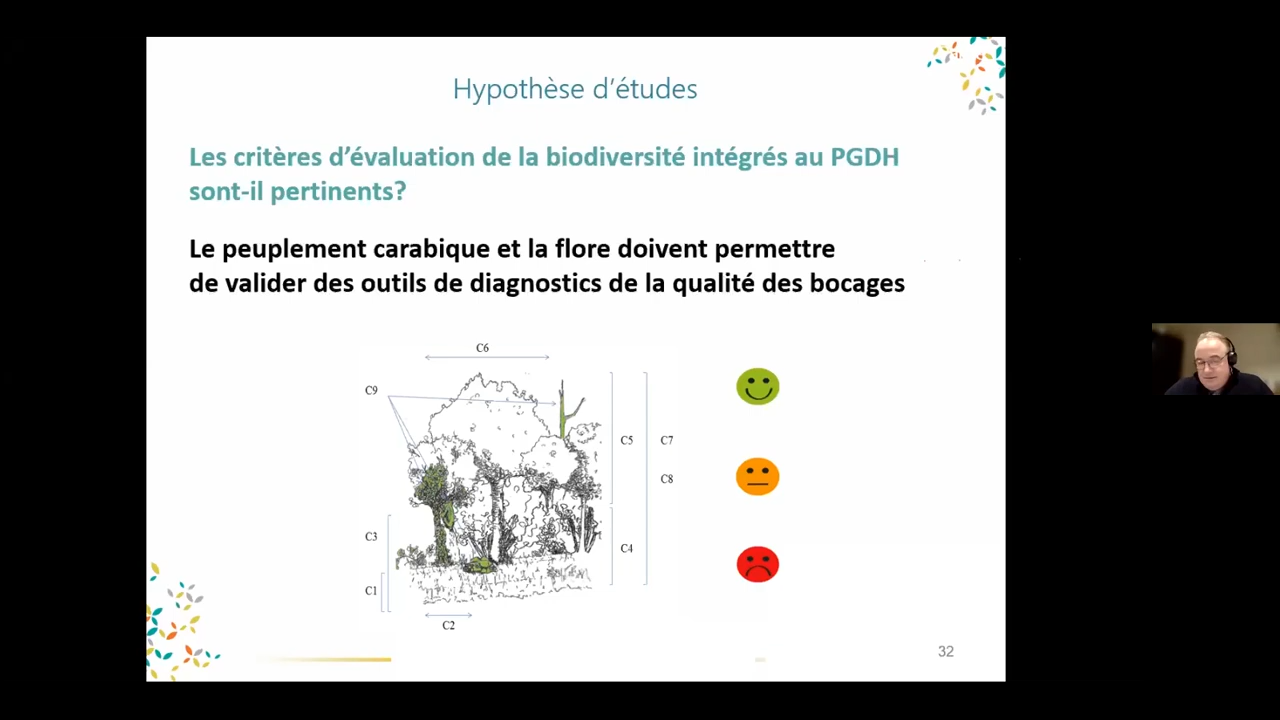 Hypothèse d'études
Les critères d'évaluation de la biodiversité intégrés au PGDH
sont-il pertinents?
Le peuplement carabique et la flore doivent permettre
de valider des outils de diagnostics de la qualité des bocages
C6
C9
C5
C7
C8
C3
C4
C1
C2
32